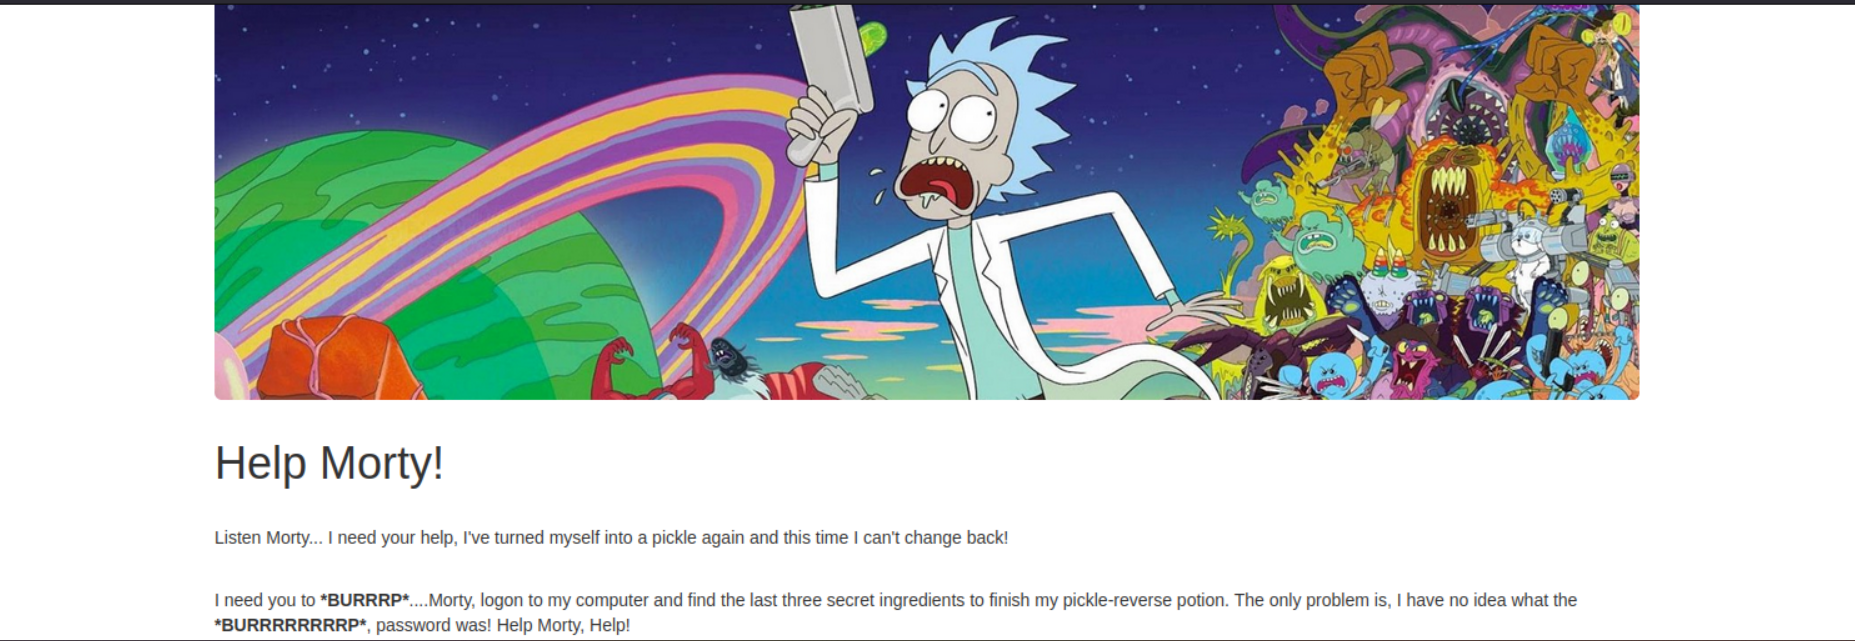 Help Morty!
Listen Morty... I need your help, I've turned myself into a pickle again and this time I can't change back!
I need you to *BURRRP*....Morty, logon to my computer and find the last three secret ingredients to finish my pickle-reverse potion. The only problem is, I have no idea what the
*BURRRRRRRRP*, password was! Help Morty, Help!